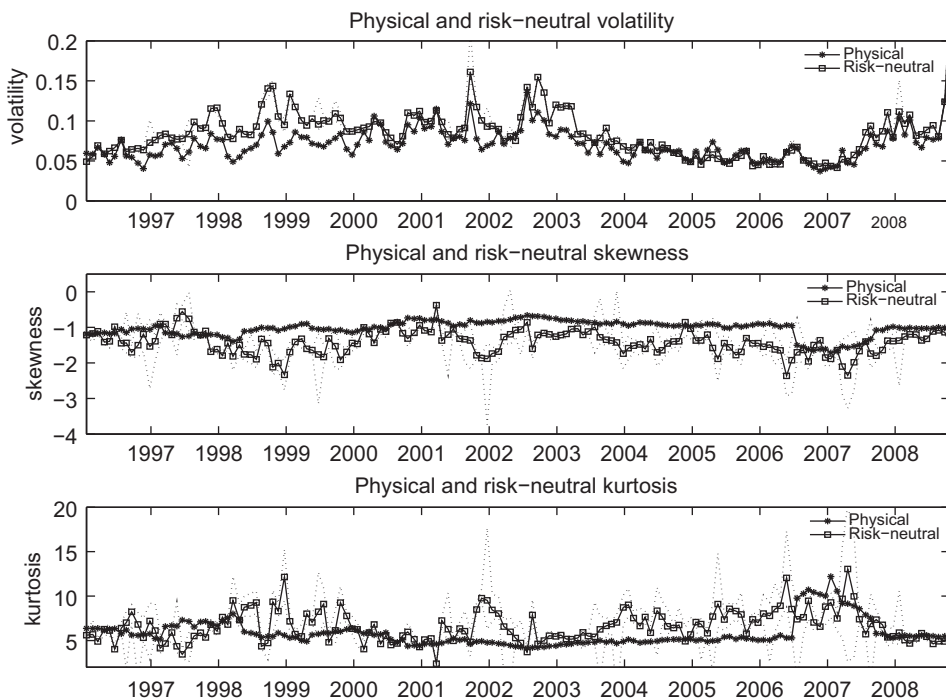 Physical and risk-neutral volatility
0.2
0.15
0.1
0.05
0
volatility
Physical
Risk-neutral
1997 1998 1999 2000 2001 2002 2003 2004 2005 2006 2007 2008
Physical and risk-neutral skewness
0
−1
−2
−3
−4
skewness
Physical
Risk-neutral
1997 1998 1999 2000 2001 2002 2003 2004 2005 2006 2007 2008
Physical and risk-neutral kurtosis
20
15
10
5
kurtosis
Physical
Risk-neutral
1997 1998 1999 2000 2001 2002 2003 2004 2005 2006 2007 2008